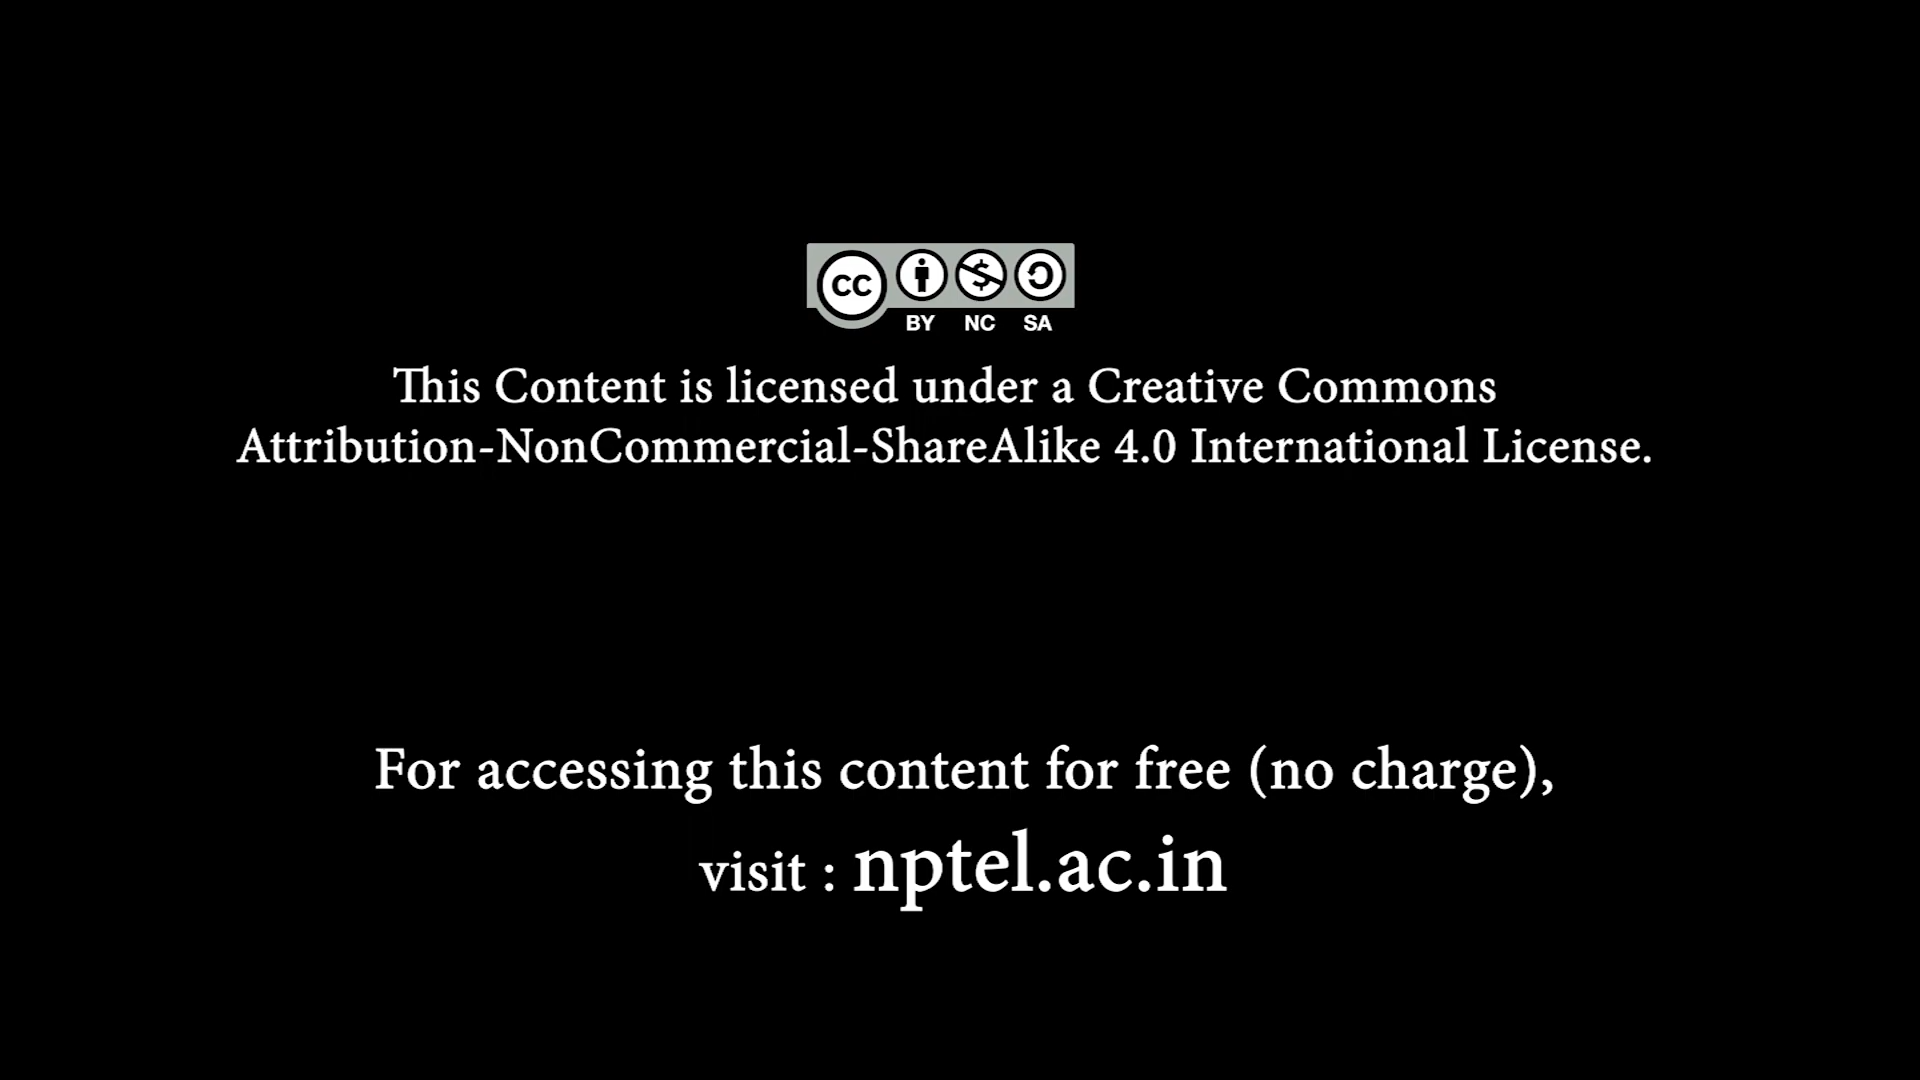 cc
BY NC SA
This Content is licensed under a Creative Commons
Attribution-NonCommercial-ShareAlike 4.0 International License.
For accessing this content for free (no charge),
visit : nptel.ac.in